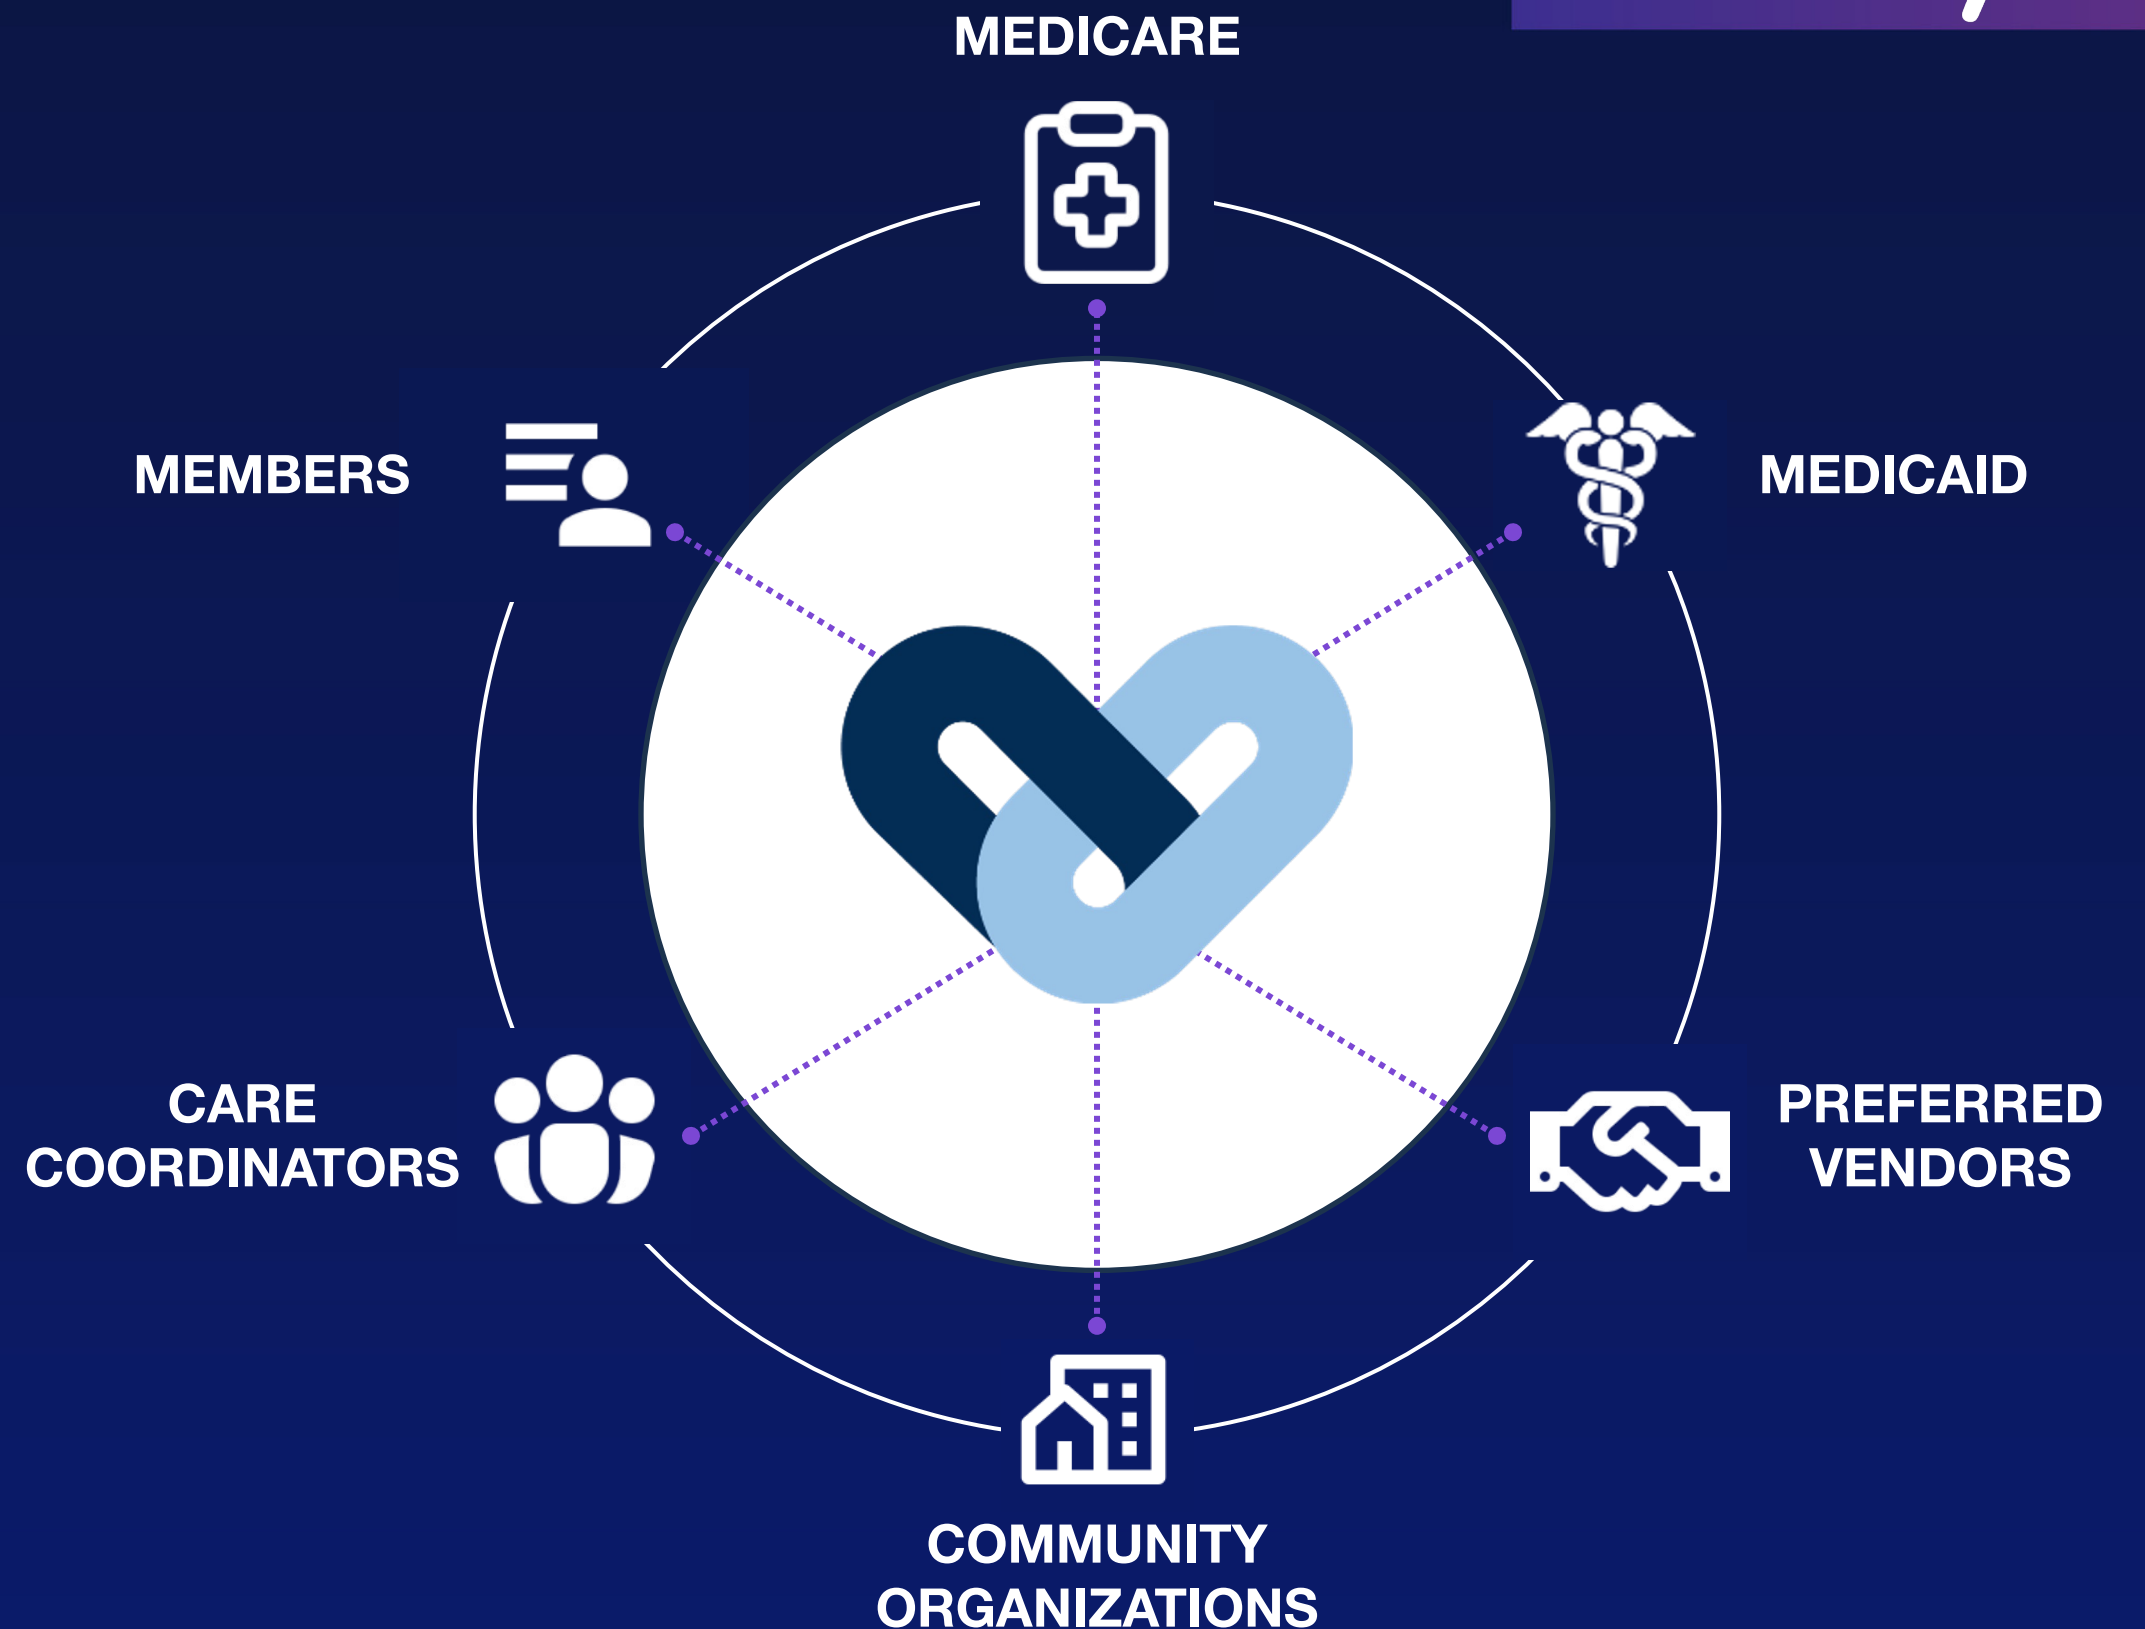 MEDICARE
MEMBERS
MEDICAID
CARE
COORDINATORS
PREFERRED
VENDORS
COMMUNITY
ORGANIZATIONS